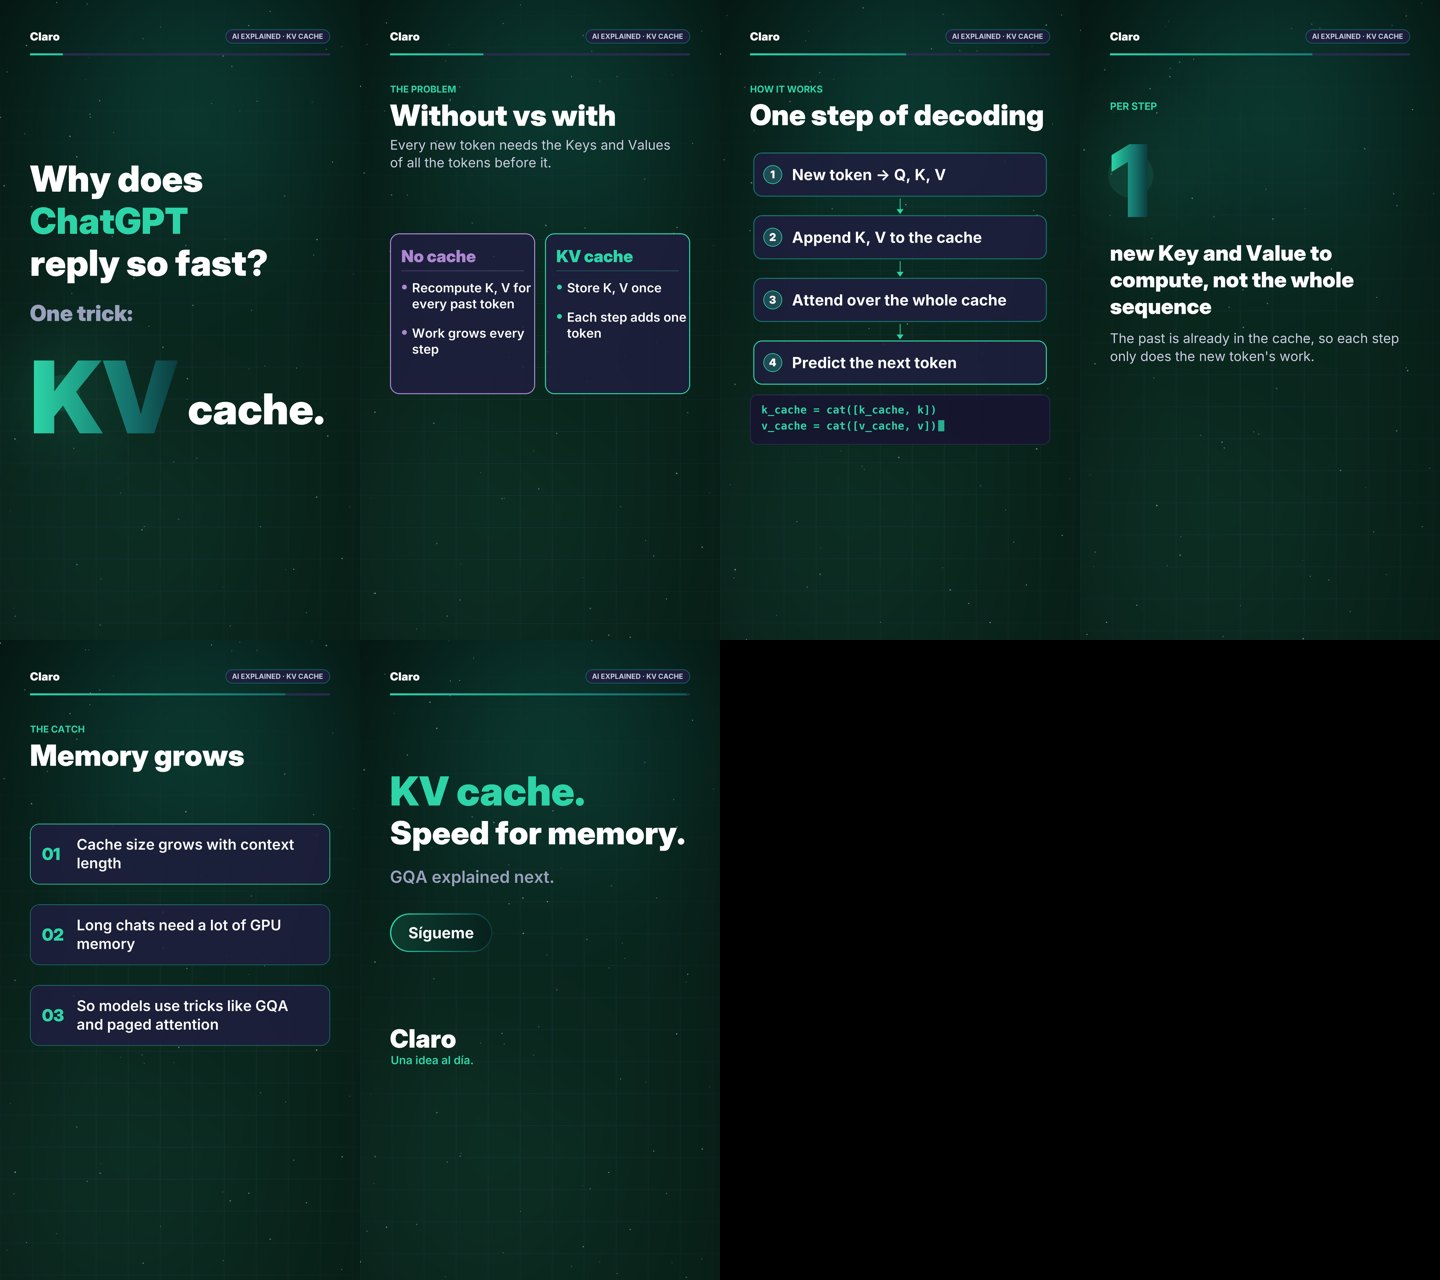 Claro
AI EXPLAINED · KV CACHE
Why does
ChatGPT
reply so fast?
One trick:
KV cache.
Claro
AI EXPLAINED · KV CACHE
THE PROBLEM
Without vs with
Every new token needs the Keys and Values
of all the tokens before it.
No cache
• Recompute K, V for
every past token
• Work grows every
step
KV cache
• Store K, V once
• Each step adds one
token
Claro
AI EXPLAINED · KV CACHE
HOW IT WORKS
One step of decoding
1 New token → Q, K, V
2 Append K, V to the cache
3 Attend over the whole cache
4 Predict the next token
k_cache = cat([k_cache, k])
v_cache = cat([v_cache, v])
Claro
AI EXPLAINED · KV CACHE
PER STEP
1
new Key and Value to
compute, not the whole
sequence
The past is already in the cache, so each step
only does the new token's work.
Claro
AI EXPLAINED · KV CACHE
THE CATCH
Memory grows
01 Cache size grows with context
length
02 Long chats need a lot of GPU
memory
03 So models use tricks like GQA
and paged attention
Claro
AI EXPLAINED · KV CACHE
KV cache.
Speed for memory.
GQA explained next.
Sígueme
Claro
Una idea al día.